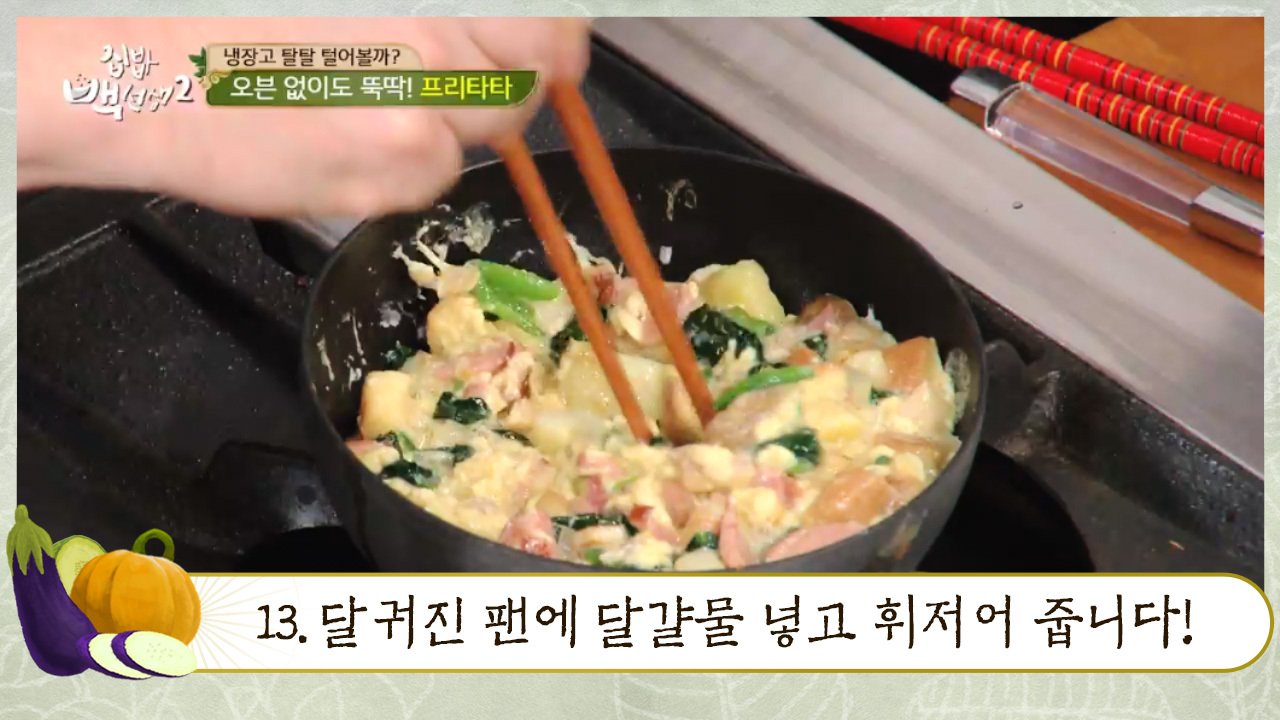 집밥
백선생2
냉장고 탈탈 털어볼까?
오븐 없이도 뚝딱! 프리타타
13. 달궈진 팬에 달걀물 넣고 휘저어 줍니다!